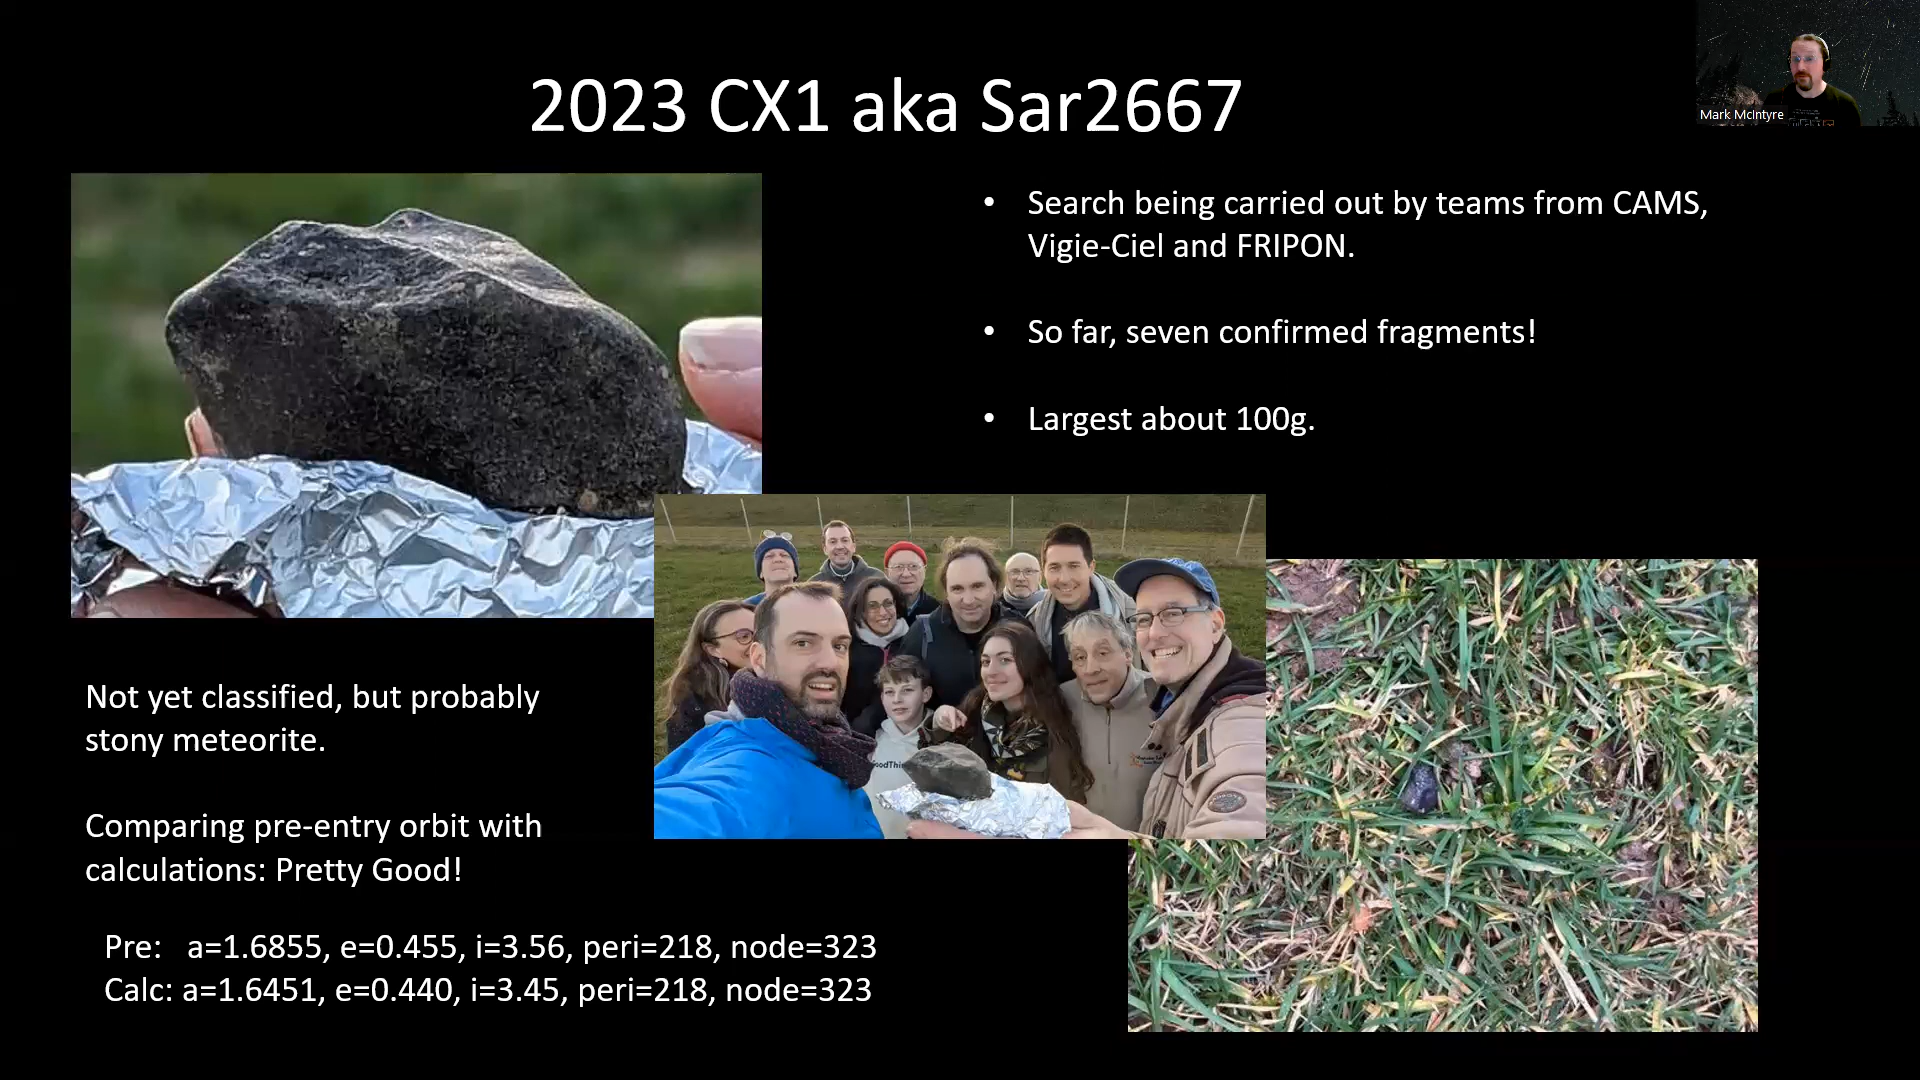 2023 CX1 aka Sar2667
Mark McIntyre
• Search being carried out by teams from CAMS,
Vigie-Ciel and FRIPON.
• So far, seven confirmed fragments!
• Largest about 100g.
Not yet classified, but probably
stony meteorite.
Comparing pre-entry orbit with
calculations: Pretty Good!
Pre: a=1.6855, e=0.455, i=3.56, peri=218, node=323
Calc: a=1.6451, e=0.440, i=3.45, peri=218, node=323